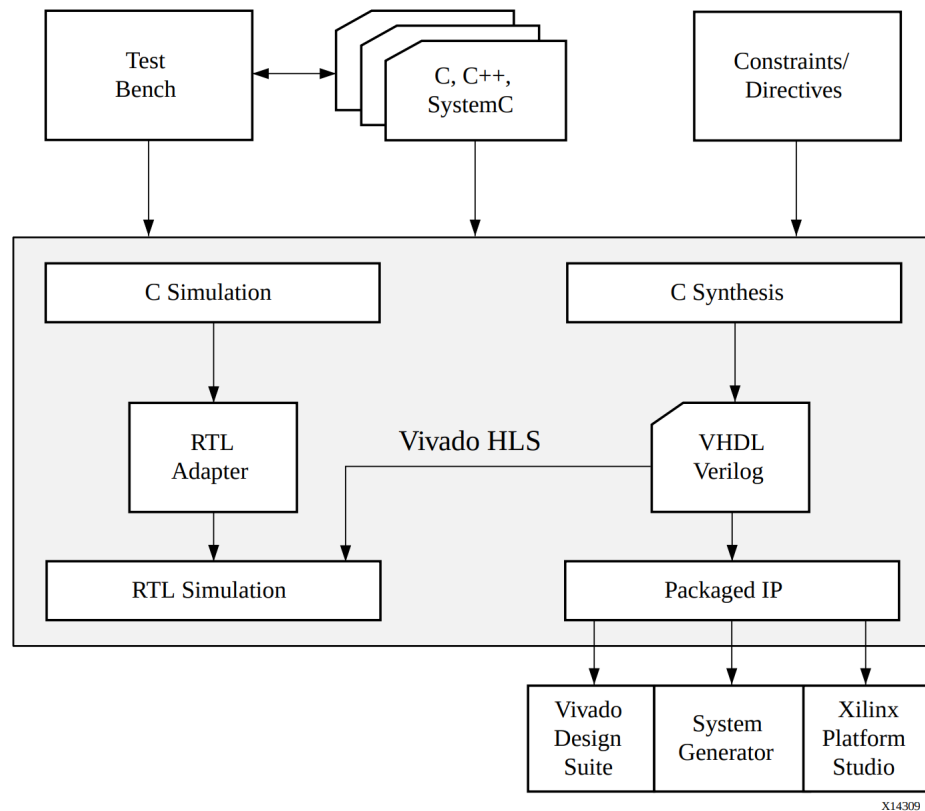 Test
Bench
C, C++,
SystemC
Constraints/
Directives
C Simulation
C Synthesis
RTL
Adapter
Vivado HLS
VHDL
Verilog
RTL Simulation
Packaged IP
Vivado
Design
Suite
System
Generator
Xilinx
Platform
Studio
X14309